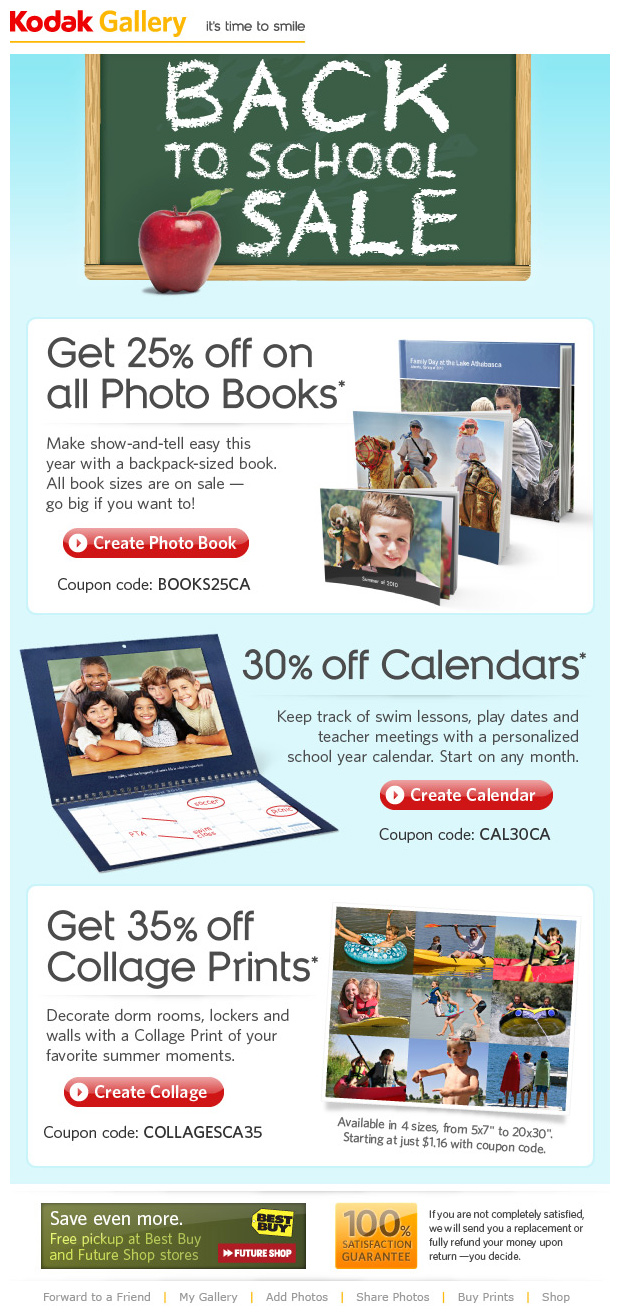 Kodak Gallery it's time to smile
BACK
TO SCHOOL
SALE
Get 25% off on
all Photo Books*
Make show-and-tell easy this
year with a backpack-sized book.
All book sizes are on sale —
go big if you want to!
Create Photo Book
Coupon code: BOOKS25CA
Family Day at the Lake Athabasca
Summer of 2010
30% off Calendars*
Keep track of swim lessons, play dates and
teacher meetings with a personalized
school year calendar. Start on any month.
Create Calendar
Coupon code: CAL30CA
August 2010
soccer
picnic
PTA
swim
class
Get 35% off
Collage Prints*
Decorate dorm rooms, lockers and
walls with a Collage Print of your
favorite summer moments.
Create Collage
Coupon code: COLLAGESCA35
Available in 4 sizes, from 5x7" to 20x30".
Starting at just $1.16 with coupon code.
Save even more.
Free pickup at Best Buy
and Future Shop stores
BEST
BUY
FUTURE SHOP
100%
SATISFACTION
GUARANTEE
If you are not completely satisfied,
we will send you a replacement or
fully refund your money upon
return —you decide.
Forward to a Friend | My Gallery | Add Photos | Share Photos | Buy Prints | Shop